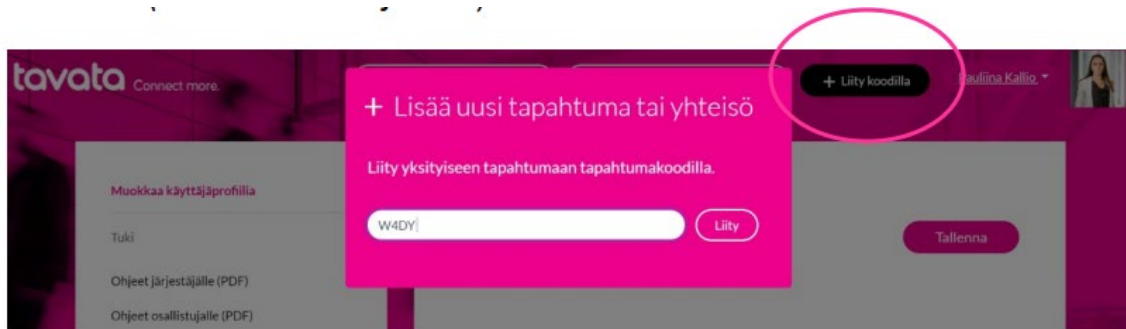 tavata Connect more.
+ Liity koodilla
Pauliina Kallio
+ Lisää uusi tapahtuma tai yhteisö
Liity yksityiseen tapahtumaan tapahtumakoodilla.
W4DY
Liity
Muokkaa käyttäjäprofiilia
Tuki
Ohjeet järjestäjälle (PDF)
Ohjeet osallistujalle (PDF)
Tallenna